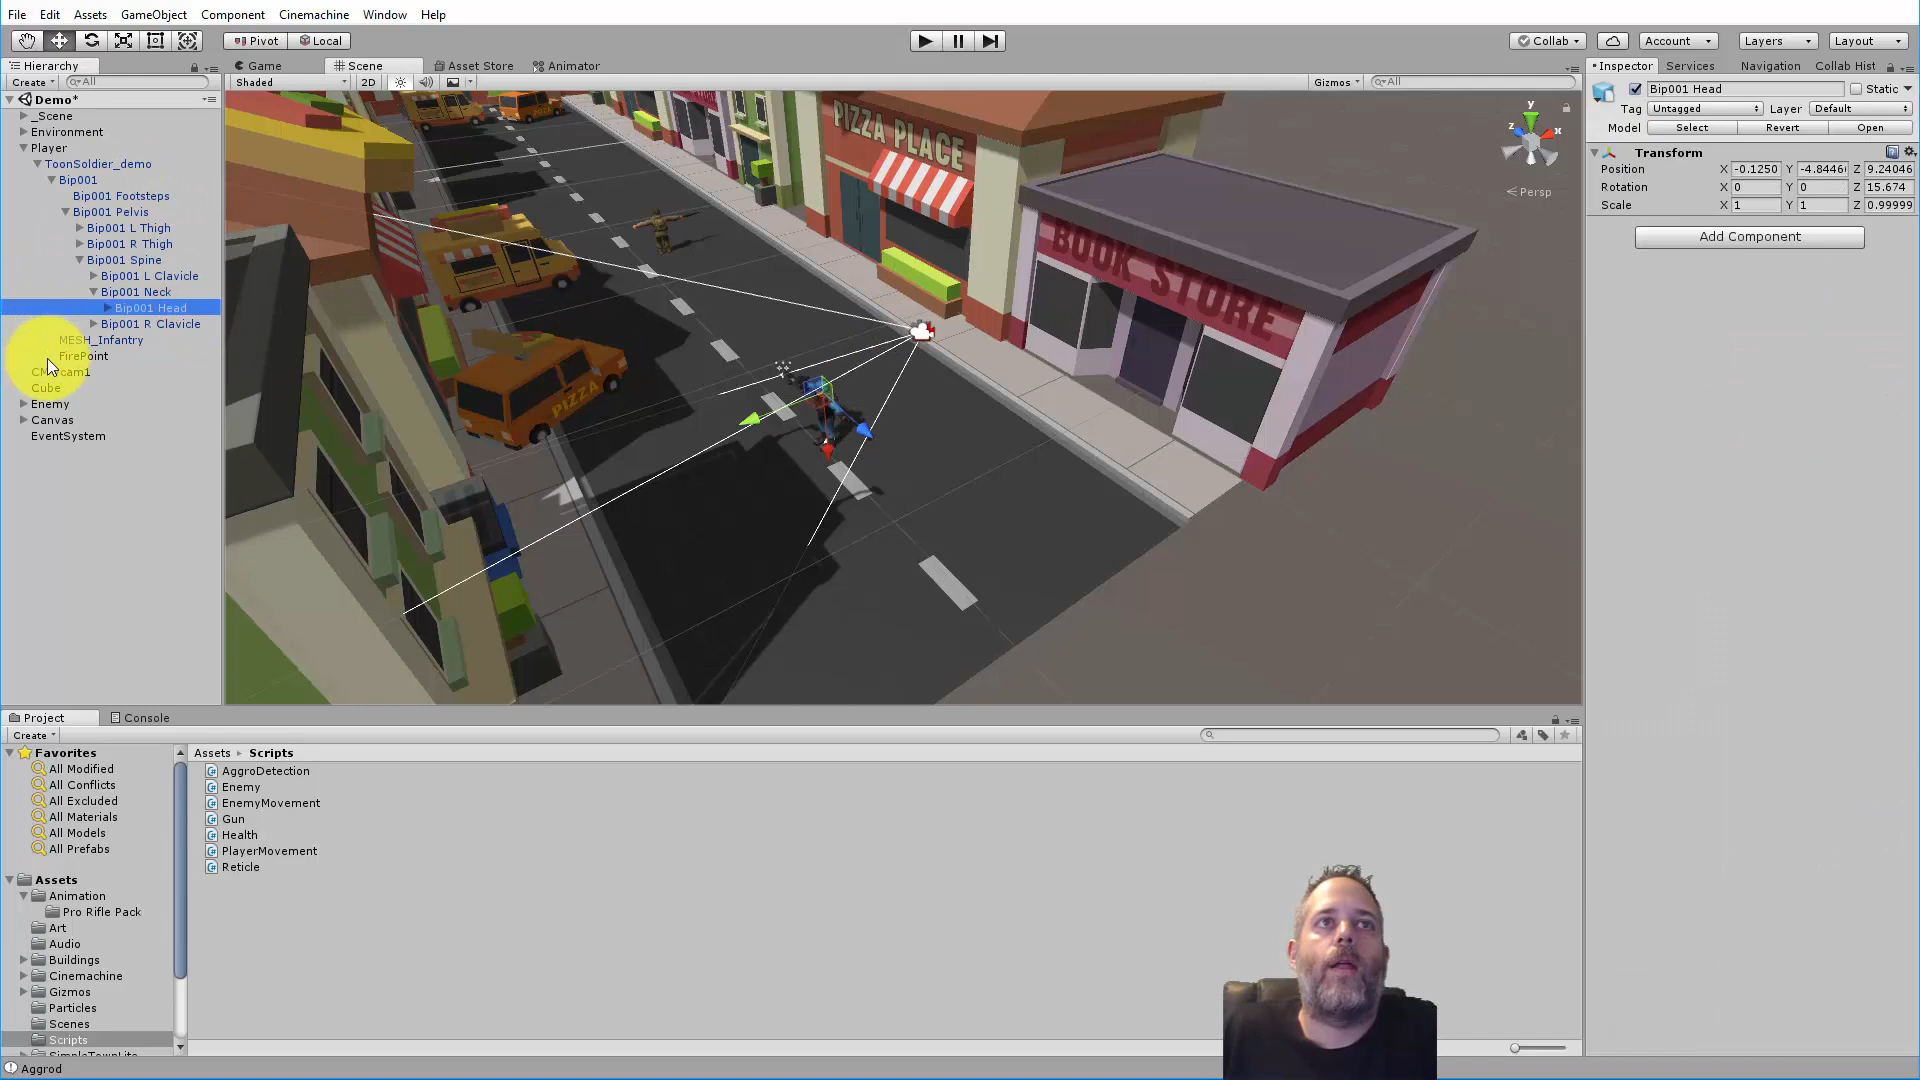 File Edit Assets GameObject Component Cinemachine Window Help
Pivot Local Collab Account Layers Layout
Hierarchy Game Scene Asset Store Animator Inspector Services Navigation Collab Hist
Create All Shaded 2D Gizmos All
Bip001 Head Static
Tag Untagged Layer Default
Model Select Revert Open
Transform
Position X -0.1250 Y -4.8446 Z 9.24046
Rotation X 0 Y 0 Z 15.674
Scale X 1 Y 1 Z 0.99999
Add Component
Demo*
_Scene
Environment
Player
ToonSoldier_demo
Bip001
Bip001 Footsteps
Bip001 Pelvis
Bip001 L Thigh
Bip001 R Thigh
Bip001 Spine
Bip001 L Clavicle
Bip001 Neck
Bip001 Head
Bip001 R Clavicle
MESH_Infantry
FirePoint
Cube
Enemy
Canvas
EventSystem
y
z x
Persp
PIZZA PLACE
BOOK STORE
PIZZA
Project Console
Create
Favorites
All Modified
All Conflicts
All Excluded
All Materials
All Models
All Prefabs
Assets
Animation
Pro Rifle Pack
Art
Audio
Buildings
Cinemachine
Gizmos
Particles
Scenes
Scripts
SimpleTownLite
Assets Scripts
AggroDetection
Enemy
EnemyMovement
Gun
Health
PlayerMovement
Reticle
Aggrod